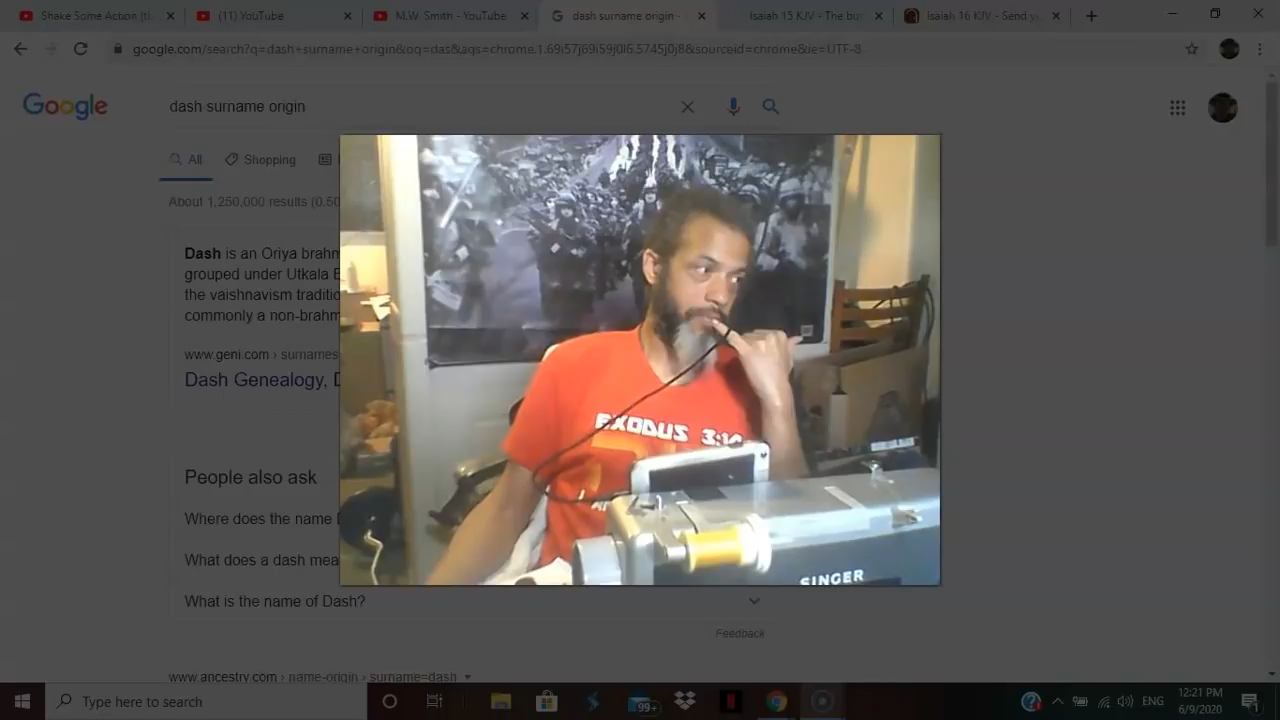 Shake Some Action (t
(11) YouTube
N.W. Smith - YouTube
dash surname origin -
Isaiah 15 KJV - The bu
Isaiah 16 KJV - Send y
google.com/search?q=dash+surname+origin&oq=das&aqs=chrome.1.69i57j69i59j0l6.5745j0j8&sourceid=chrome&ie=UTF-8
Google
dash surname origin
All
Shopping
About 1,250,000 results (0.50
Dash is an Oriya brahm
grouped under Utkala B
the vaishnavism traditio
commonly a non-brahm
www.geni.com › surnames
Dash Genealogy, D
EXODUS 3:14
SINGER
People also ask
Where does the name
What does a dash mea
What is the name of Dash?
Feedback
www.ancestry.com › name-origin › surname=dash
Type here to search
99+
ENG
12:21 PM
6/9/2020
1